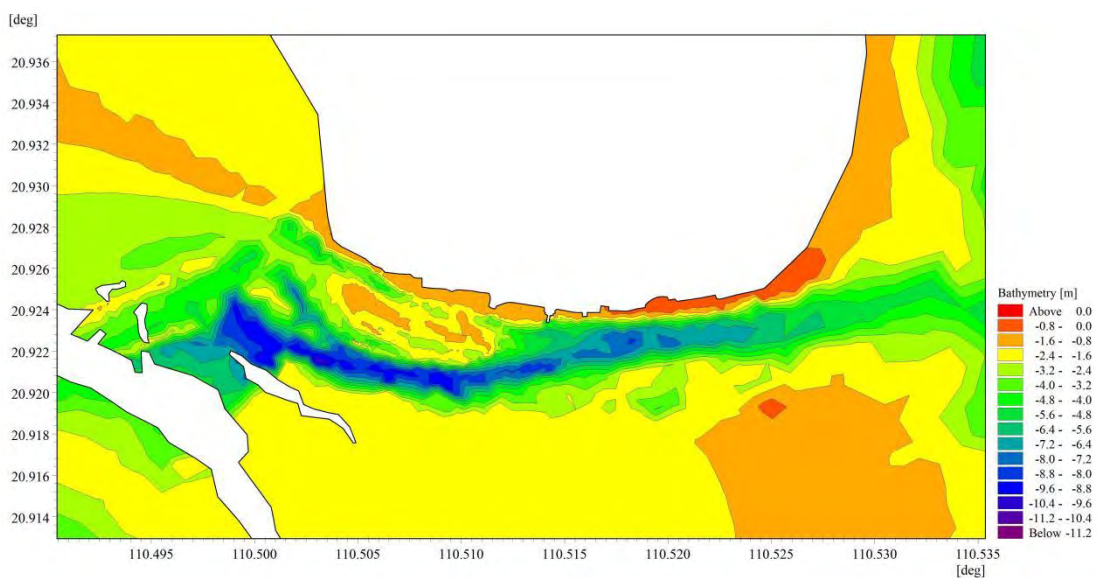 [deg]
20.936
20.934
20.932
20.930
20.928
20.926
20.924
20.922
20.920
20.918
20.916
20.914
110.495 110.500 110.505 110.510 110.515 110.520 110.525 110.530 110.535
[deg]
Bathymetry [m]
Above 0.0
-0.8 - 0.0
-1.6 - -0.8
-2.4 - -1.6
-3.2 - -2.4
-4.0 - -3.2
-4.8 - -4.0
-5.6 - -4.8
-6.4 - -5.6
-7.2 - -6.4
-8.0 - -7.2
-8.8 - -8.0
-9.6 - -8.8
-10.4 - -9.6
-11.2 - -10.4
Below -11.2